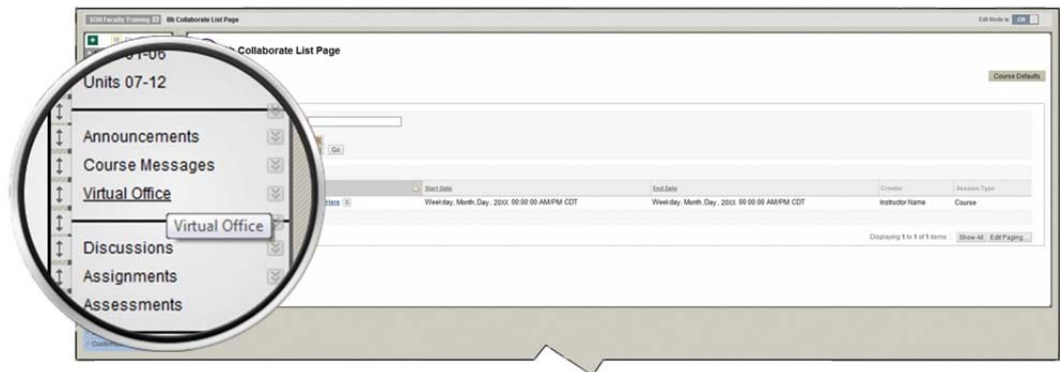 SON Faculty Training Bb Collaborate List Page Edit Mode is: ON
Collaborate List Page
Course Defaults
Units 07-12
Announcements
Course Messages
Virtual Office
Virtual Office
Discussions
Assignments
Assessments
Go
Start Date End Date Creator Session Type
Here Weekday, Month, Day, 20XX 00:00:00 AM/PM CDT Weekday, Month, Day, 20XX 00:00:00 AM/PM CDT Instructor Name Course
Displaying 1 to 1 of 1 items Show All Edit Paging...